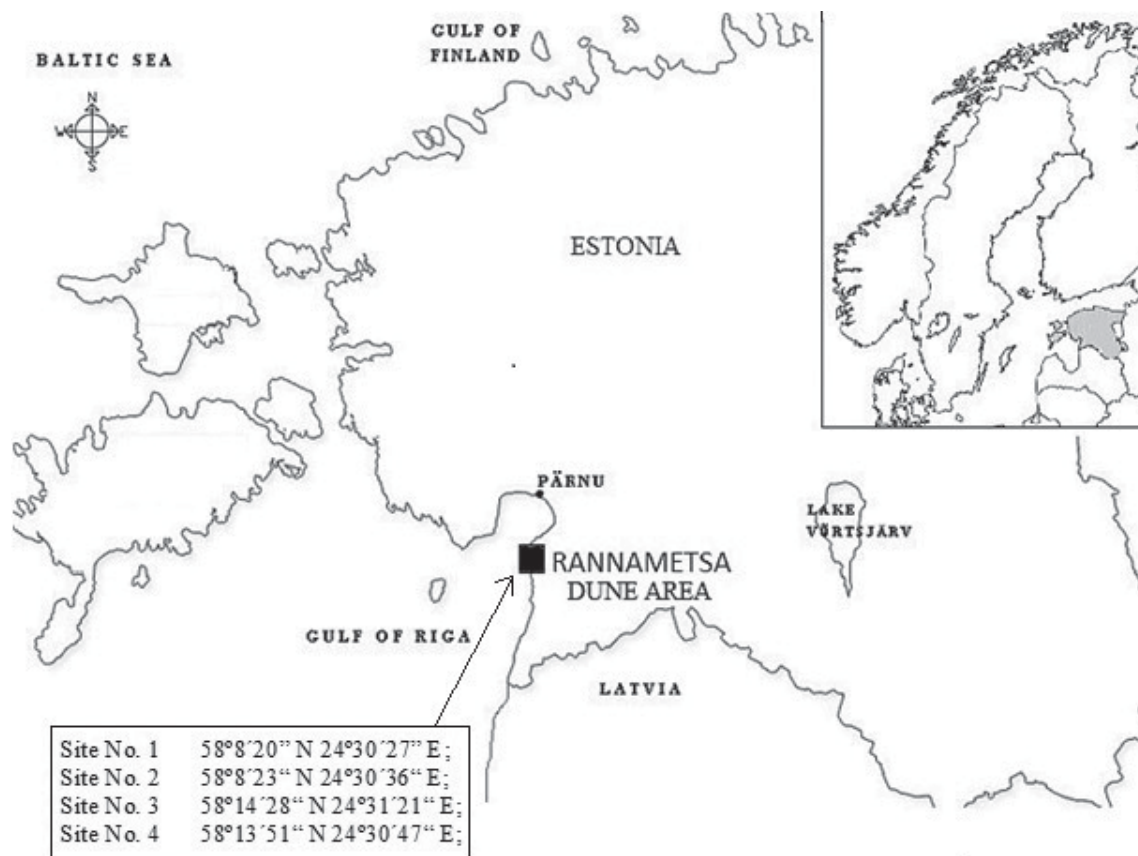 GULF OF
FINLAND
BALTIC SEA
N
W E
S
ESTONIA
PÄRNU
LAKE
VÕRTSJÄRV
RANNAMETSA
DUNE AREA
GULF OF RIGA
LATVIA
Site No. 1 58°8´20“ N 24°30´27“ E;
Site No. 2 58°8´23“ N 24°30´36“ E;
Site No. 3 58°14´28“ N 24°31´21“ E;
Site No. 4 58°13´51“ N 24°30´47“ E;